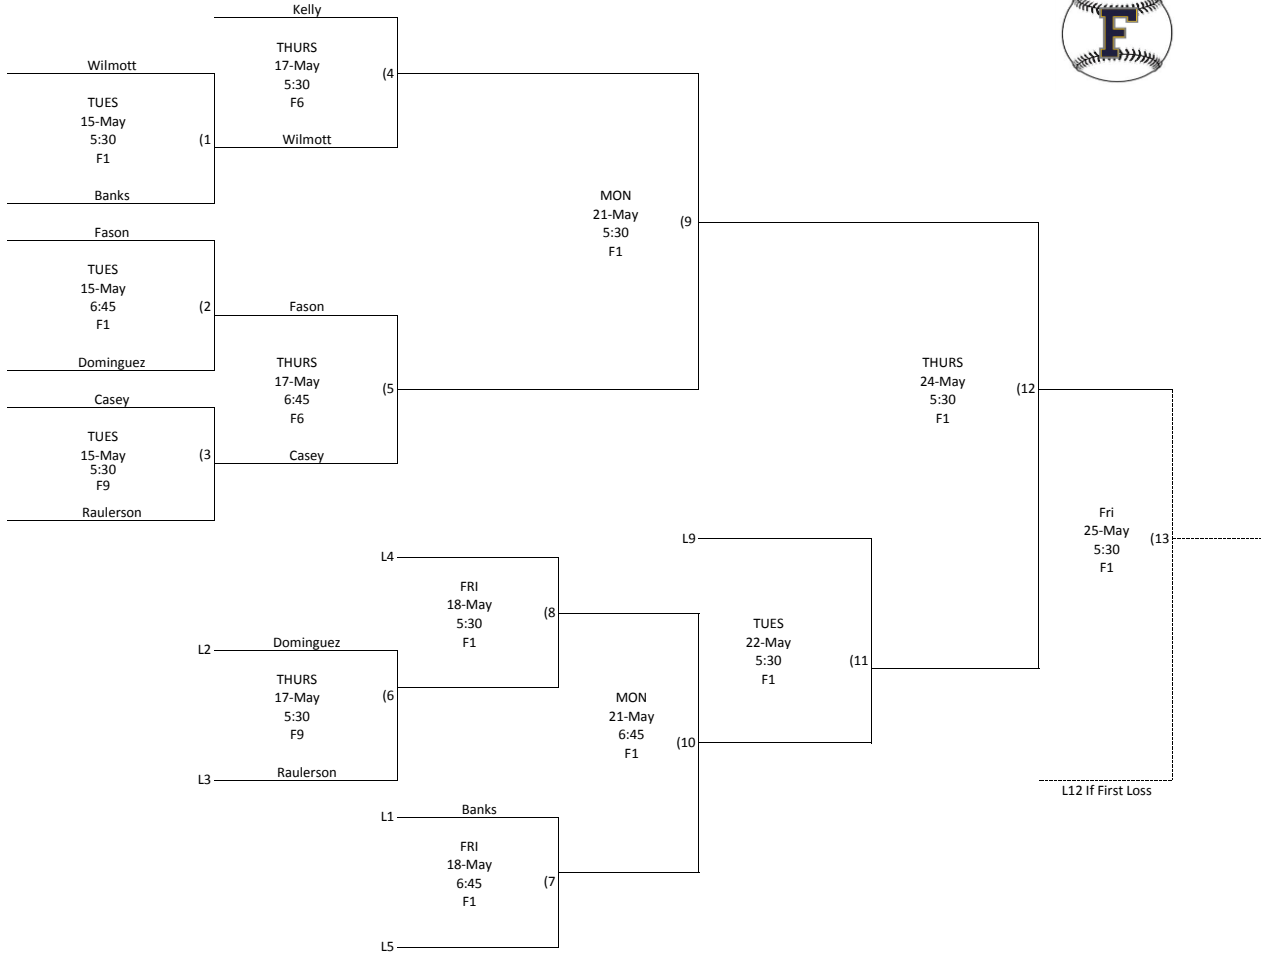 Kelly
THURS
17-May
5:30
F6
(4
Wilmott
Wilmott
TUES
15-May
5:30
F1
(1
Banks
Fason
TUES
15-May
6:45
F1
(2
Dominguez
Fason
THURS
17-May
6:45
F6
(5
Casey
Casey
TUES
15-May
5:30
F9
(3
Raulerson
MON
21-May
5:30
F1
(9
THURS
24-May
5:30
F1
(12
Fri
25-May
5:30
F1
(13
L12 If First Loss
L4
FRI
18-May
5:30
F1
(8
L2
Dominguez
THURS
17-May
5:30
F9
(6
L3
Raulerson
L9
TUES
22-May
5:30
F1
(11
MON
21-May
6:45
F1
(10
L1
Banks
FRI
18-May
6:45
F1
(7
L5
F